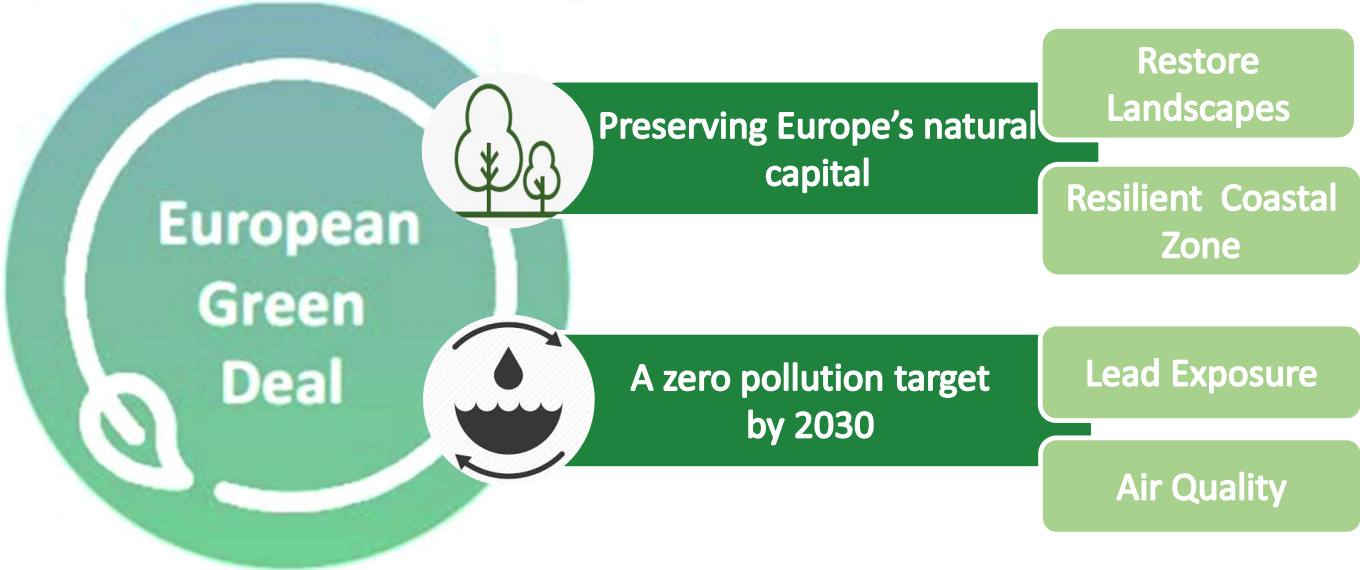 European
Green
Deal
Preserving Europe's natural
capital
Restore
Landscapes
Resilient  Coastal
Zone
A zero pollution target
by 2030
Lead Exposure
Air Quality